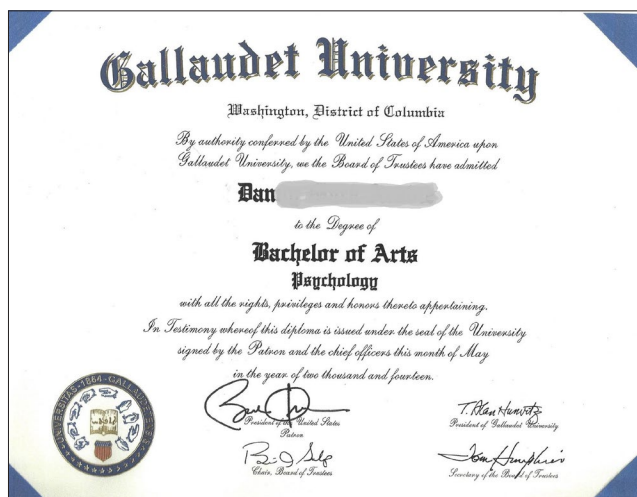 Gallaudet University
Washington, District of Columbia
By authority conferred by the United States of America upon
Gallaudet University, we the Board of Trustees have admitted
Dan
to the Degree of
Bachelor of Arts
Psychology
with all the rights, privileges and honors thereto appertaining.
In Testimony whereof this diploma is issued under the seal of the University
signed by the Patron and the chief officers this month of May
in the year of two thousand and fourteen.
President of the United States
Patron
T. Alan Hurwitz
President of Gallaudet University
Chair, Board of Trustees
Tom Humphries
Secretary of the Board of Trustees